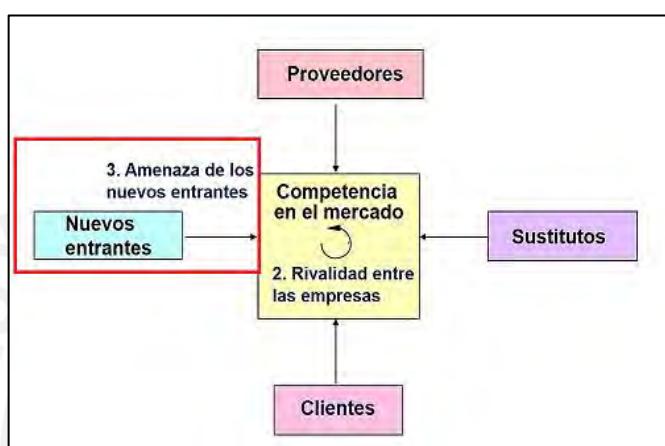 Proveedores
3. Amenaza de los
nuevos entrantes
Nuevos
entrantes
Competencia
en el mercado
2. Rivalidad entre
las empresas
Sustitutos
Clientes